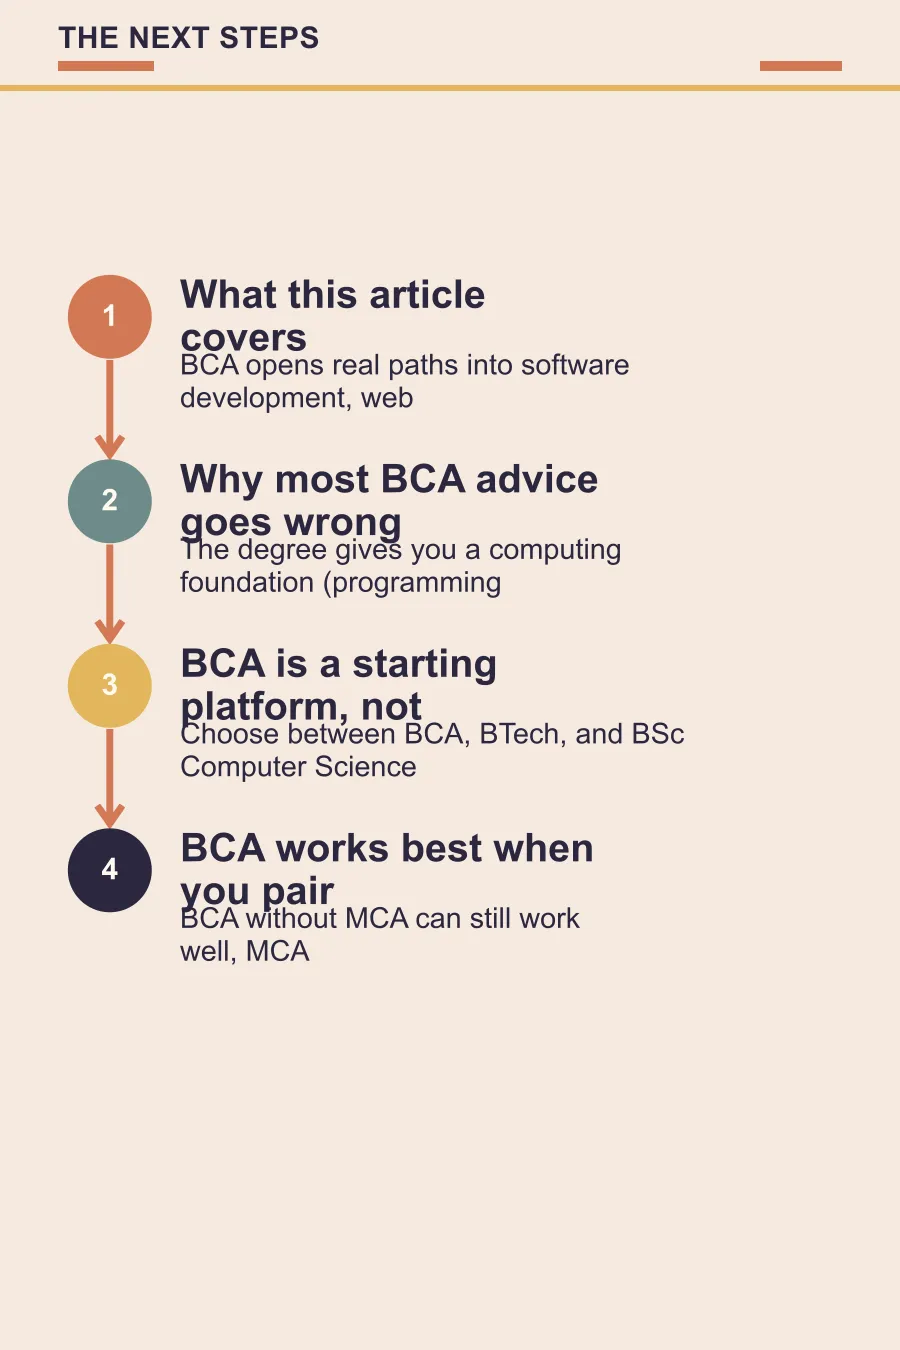 THE NEXT STEPS
1
What this article
covers
BCA opens real paths into software
development, web
2
Why most BCA advice
goes wrong
The degree gives you a computing
foundation (programming
3
BCA is a starting
platform, not
Choose between BCA, BTech, and BSc
Computer Science
4
BCA works best when
you pair
BCA without MCA can still work
well, MCA